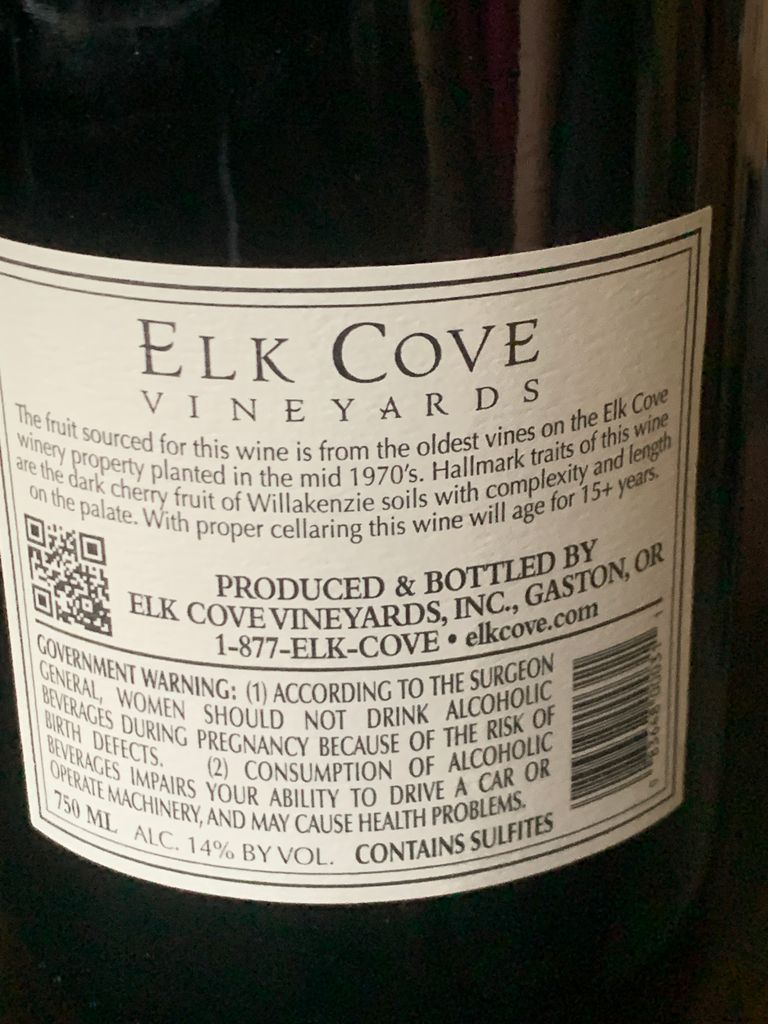 ELK COVE
VINEYARDS
The fruit sourced for this wine is from the oldest vines on the Elk Cove
winery property planted in the mid 1970's. Hallmark traits of this wine
are the dark cherry fruit of Willakenzie soils with complexity and length
on the palate. With proper cellaring this wine will age for 15+ years.
PRODUCED & BOTTLED BY
ELK COVE VINEYARDS, INC., GASTON, OR
1-877-ELK-COVE • elkcove.com
GOVERNMENT WARNING: (1) ACCORDING TO THE SURGEON
GENERAL, WOMEN SHOULD NOT DRINK ALCOHOLIC
BEVERAGES DURING PREGNANCY BECAUSE OF THE RISK OF
BIRTH DEFECTS. (2) CONSUMPTION OF ALCOHOLIC
BEVERAGES IMPAIRS YOUR ABILITY TO DRIVE A CAR OR
OPERATE MACHINERY, AND MAY CAUSE HEALTH PROBLEMS.
750 ML ALC. 14% BY VOL. CONTAINS SULFITES